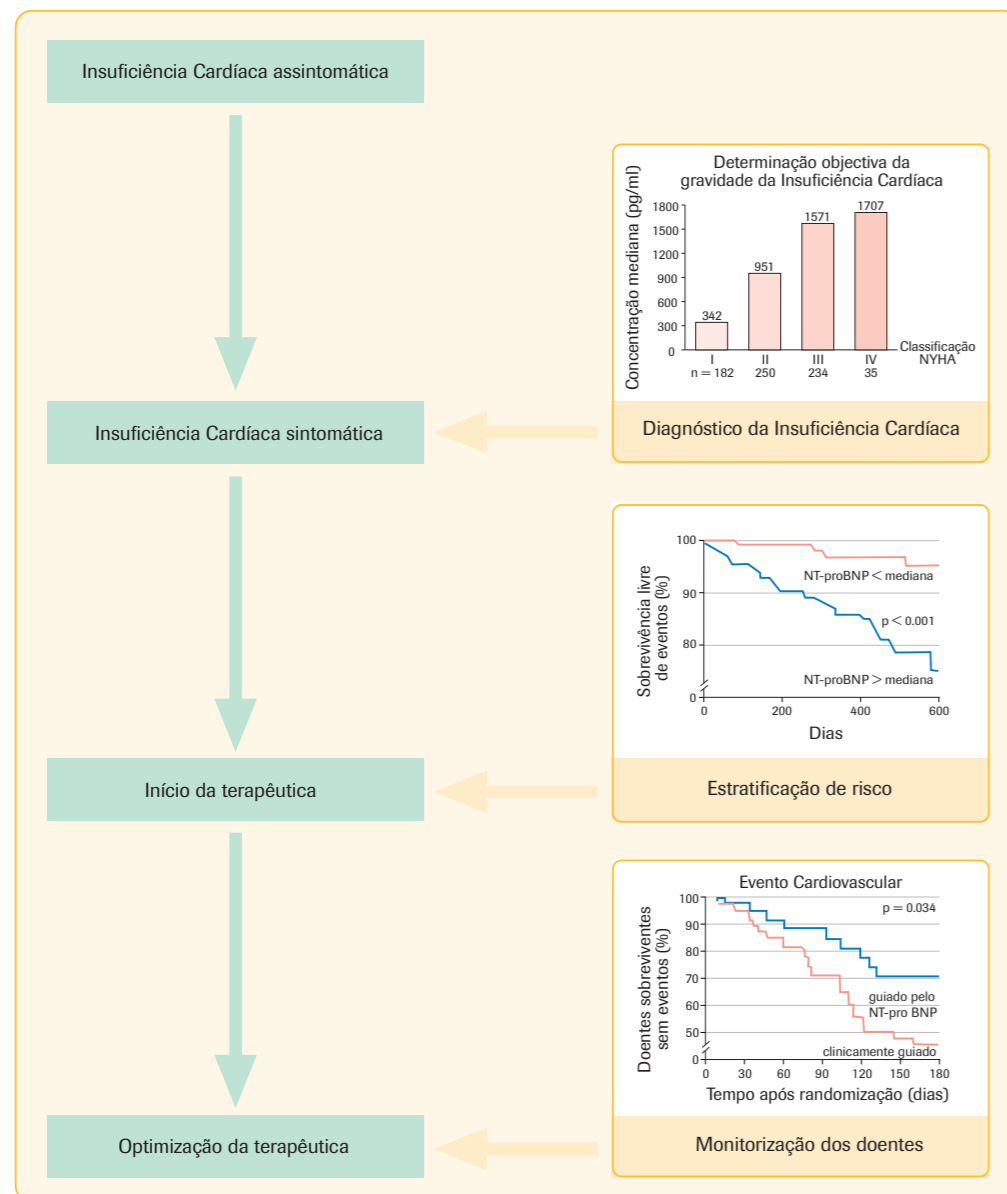 Insuficiência Cardíaca assintomática
Determinação objectiva da
gravidade da Insuficiência Cardíaca
Concentração mediana (pg/ml)
1800
1500
1200
900
600
300
0
342
951
1571
1707
I
II
III
IV
Classificação
NYHA
n = 182
250
234
35
Diagnóstico da Insuficiência Cardíaca
Insuficiência Cardíaca sintomática
Sobrevivência livre
de eventos (%)
100
90
80
0
NT-proBNP < mediana
p < 0.001
NT-proBNP > mediana
0
200
400
600
Dias
Estratificação de risco
Início da terapêutica
Evento Cardiovascular
Doentes sobreviventes
sem eventos (%)
100
90
80
70
60
50
0
p = 0.034
guiado pelo
NT-pro BNP
clinicamente guiado
0
30
60
90
120
150
180
Tempo após randomização (dias)
Monitorização dos doentes
Optimização da terapêutica